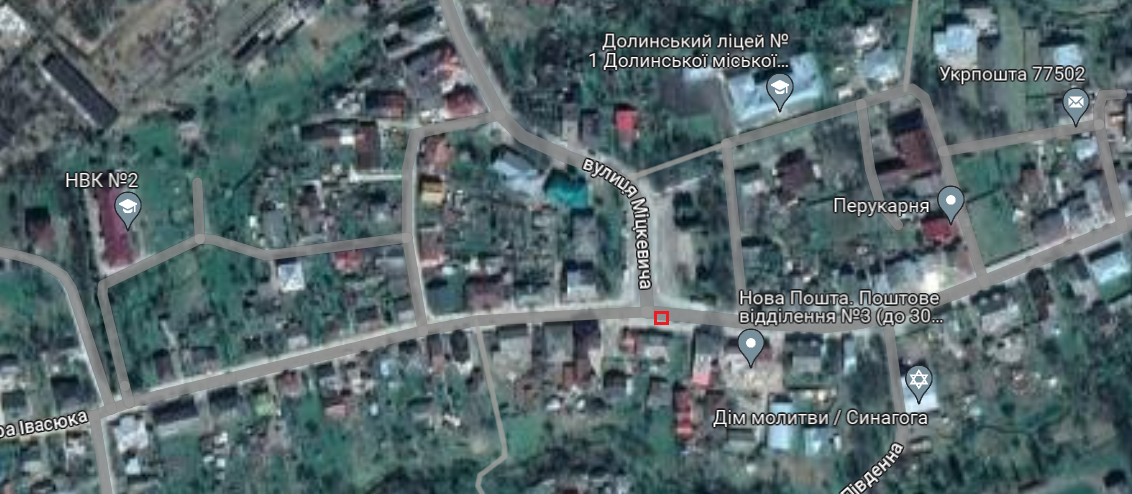 Долинський ліцей №
1 Долинської міської...
Укрпошта 77502
НВК №2
вулиця Міцкевича
Перукарня
Нова Пошта. Поштове
відділення №3 (до 30...
ра Івасюка
Дім молитви / Синагога
Південна